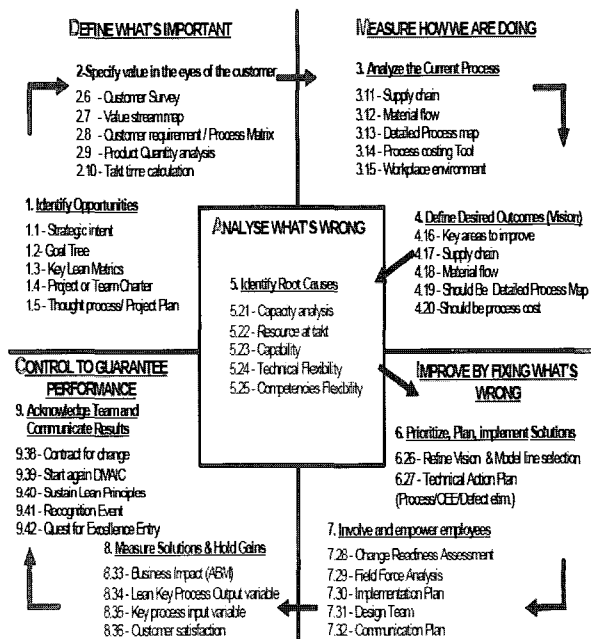 DEFINE WHAT'S IMPORTANT
2-Specify value in the eyes of the customer
2.6 - Customer Survey
2.7 - Value stream map
2.8 - Customer requirement / Process Matrix
2.9 - Product Quantity analysis
2.10 - Takt time calculation
1. Identify Opportunities
1.1 - Strategic intent
1.2- Goal Tree
1.3 - Key Lean Metrics
1.4 - Project or Team Charter
1.5 - Thought process/ Project Plan
MEASURE HOW WE ARE DOING
3. Analyze the Current Process
3.11 - Supply chain
3.12 - Material flow
3.13 - Detailed Process map
3.14 - Process costing Tool
3.15 - Workplace environment
4. Define Desired Outcomes (Vision)
4.16 - Key areas to improve
4.17 - Supply chain
4.18 - Material flow
4.19 - Should Be Detailed Process Map
4.20 - Should be process cost
ANALYSE WHAT'S WRONG
5. Identify Root Causes
5.21 - Capacity analysis
5.22 - Resource at takt
5.23 - Capability
5.24 - Technical Flexibility
5.25 - Competencies Flexibility
IMPROVE BY FIXING WHAT'S
WRONG
6. Prioritize, Plan, implement Solutions
6.26 - Refine Vision & Model line selection
6.27 - Technical Action Plan
(Process/OEE/Defect elim.)
7. Involve and empower employees
7.28 - Change Readiness Assessment
7.29 - Field Force Analysis
7.30 - Implementation Plan
7.31 - Design Team
7.32 - Communication Plan
CONTROL TO GUARANTEE
PERFORMANCE
9. Acknowledge Team and
Communicate Results
9.38 - Contract for change
9.39 - Start again DMAIC
9.40 - Sustain Lean Principles
9.41 - Recognition Event
9.42 - Quest for Excellence Entry
8. Measure Solutions & Hold Gains
8.33 - Business Impact (ABM)
8.34 - Lean Key Process Output variable
8.35 - Key process input variable
8.36 - Customer satisfaction